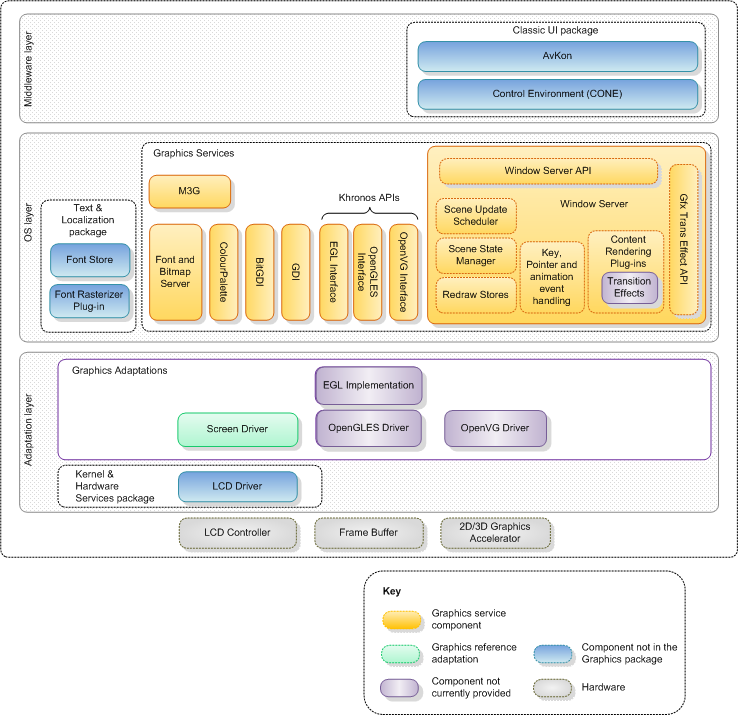 Middleware layer
Classic UI package
AvKon
Control Environment (CONE)
OS layer
Text &
Localization
package
Font Store
Font Rasterizer
Plug-in
Graphics Services
M3G
Khronos APIs
Font and
Bitmap
Server
ColourPalette
BitGDI
GDI
EGL Interface
OpenGLES
Interface
OpenVG Interface
Window Server API
Window Server
Scene Update
Scheduler
Scene State
Manager
Redraw Stores
Key,
Pointer and
animation
event
handling
Content
Rendering
Plug-ins
Transition
Effects
Gfx Trans Effect API
Adaptation layer
Graphics Adaptations
EGL Implementation
Screen Driver
OpenGLES Driver
OpenVG Driver
Kernel &
Hardware
Services package
LCD Driver
LCD Controller
Frame Buffer
2D/3D Graphics
Accelerator
Key
Graphics service
component
Graphics reference
adaptation
Component not in the
Graphics package
Component not
currently provided
Hardware